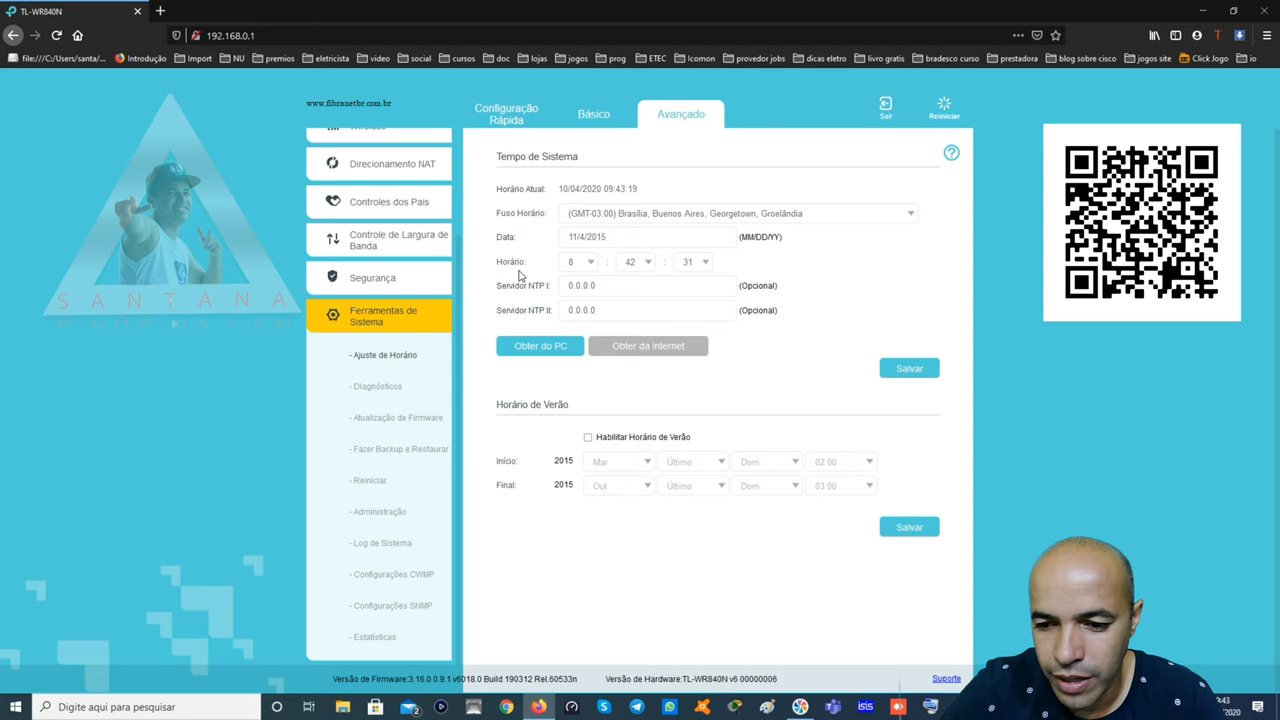 TL-WR840N
192.168.0.1
file:///C:/Users/santa/...
Introdução
Import
NU
premios
eletricista
video
social
cursos
doc
lojas
jogos
prog
ETEC
Icomon
provedor jobs
dicas eletro
livro gratis
bradesco curso
prestadora
blog sobre cisco
jogos site
Click Jogo
io
www.fibranetbr.com.br
Configuração
Rápida
Básico
Avançado
Sair
Reiniciar
SANTANA
Direcionamento NAT
Controles dos Pais
Controle de Largura de
Banda
Segurança
Ferramentas de
Sistema
- Ajuste de Horário
- Diagnósticos
- Atualização de Firmware
- Fazer Backup e Restaurar
- Reiniciar
- Administração
- Log de Sistema
- Configurações CWMP
- Configurações SNMP
- Estatísticas
Tempo de Sistema
Horário Atual: 10/04/2020 09:43:19
Fuso Horário: (GMT-03:00) Brasília, Buenos Aires, Georgetown, Groelândia
Data: 11/4/2015 (MM/DD/YY)
Horário: 8 : 42 : 31
Servidor NTP I: 0.0.0.0 (Opcional)
Servidor NTP II: 0.0.0.0 (Opcional)
Obter do PC
Obter da Internet
Salvar
Horário de Verão
Habilitar Horário de Verão
Início: 2015 Mar Último Dom 02:00
Final: 2015 Out Último Dom 03:00
Salvar
Versão de Firmware:3.16.0 0.9.1 v6018.0 Build 190312 Rel.60533n
Versão de Hardware:TL-WR840N v6 00000006
Suporte
Digite aqui para pesquisar